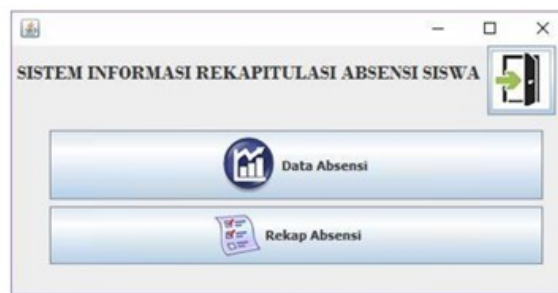 SISTEM INFORMASI REKAPITULASI ABSENSI SISWA
Data Absensi
Rekap Absensi